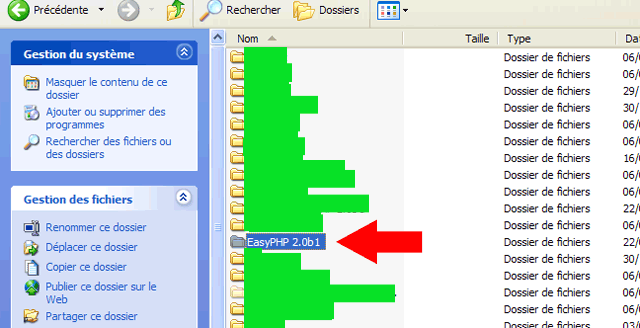 Précédente Rechercher Dossiers
Nom Taille Type Da
Gestion du système
Masquer le contenu de ce
dossier
Ajouter ou supprimer des
programmes
Rechercher des fichiers ou
des dossiers
Gestion des fichiers
Renommer ce dossier
Déplacer ce dossier
Copier ce dossier
Publier ce dossier sur le
Web
Partager ce dossier
Dossier de fichiers 06/
Dossier de fichiers 06/
Dossier de fichiers 29/
Dossier de fichiers 30/
Dossier de fichiers 06/
Dossier de fichiers 06/
Dossier de fichiers 16/
Dossier de fichiers 06/
Dossier de fichiers 06/
Dossier de fichiers 22/
Dossier de fichiers 06/
EasyPHP 2.0b1 Dossier de fichiers 22/
Dossier de fichiers 30/
Dossier de fichiers 06/
Dossier de fichiers 06/
Dossier de fichiers 06/
Dossier de fichiers 03/